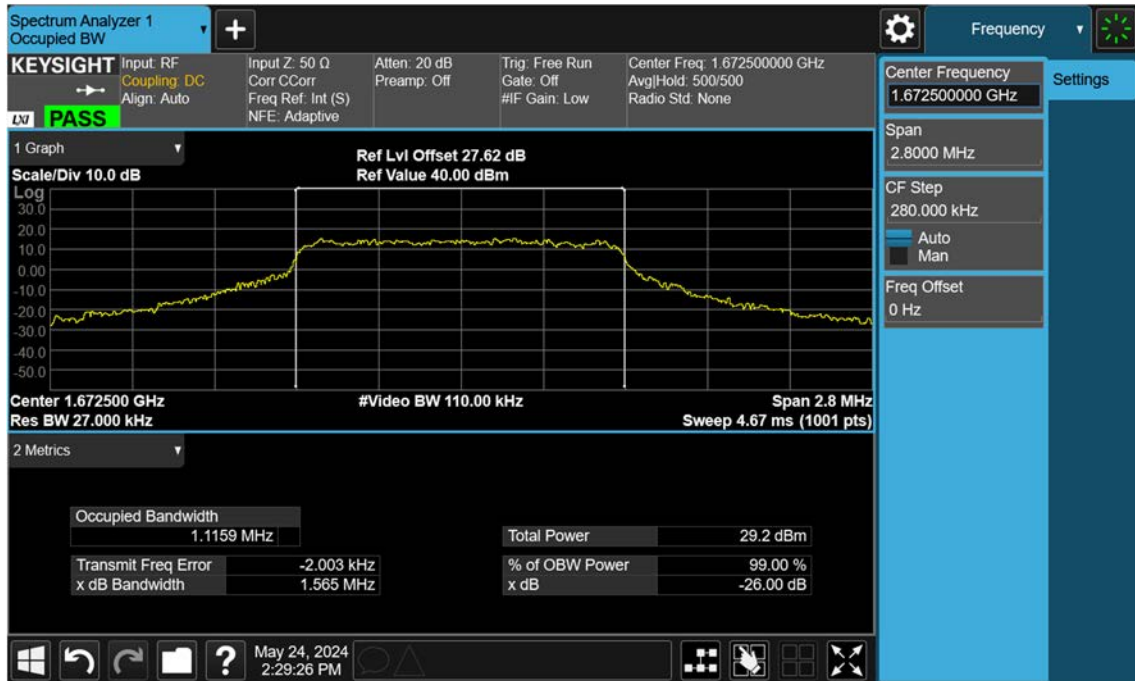 Spectrum Analyzer 1
Occupied BW
+
Frequency
KEYSIGHT
LXI
PASS
Input: RF
Coupling: DC
Align: Auto
Input Z: 50 Ω
Corr CCorr
Freq Ref: Int (S)
NFE: Adaptive
Atten: 20 dB
Preamp: Off
Trig: Free Run
Gate: Off
#IF Gain: Low
Center Freq: 1.672500000 GHz
Avg|Hold: 500/500
Radio Std: None
Center Frequency
1.672500000 GHz
Settings
Span
2.8000 MHz
CF Step
280.000 kHz
Auto
Man
Freq Offset
0 Hz
1 Graph
Ref Lvl Offset 27.62 dB
Scale/Div 10.0 dB
Ref Value 40.00 dBm
Log
30.0
20.0
10.0
0.00
-10.0
-20.0
-30.0
-40.0
-50.0
Center 1.672500 GHz
#Video BW 110.00 kHz
Span 2.8 MHz
Res BW 27.000 kHz
Sweep 4.67 ms (1001 pts)
2 Metrics
Occupied Bandwidth
1.1159 MHz
Total Power 29.2 dBm
Transmit Freq Error -2.003 kHz
% of OBW Power 99.00 %
x dB Bandwidth 1.565 MHz
x dB -26.00 dB
?
May 24, 2024
2:29:26 PM